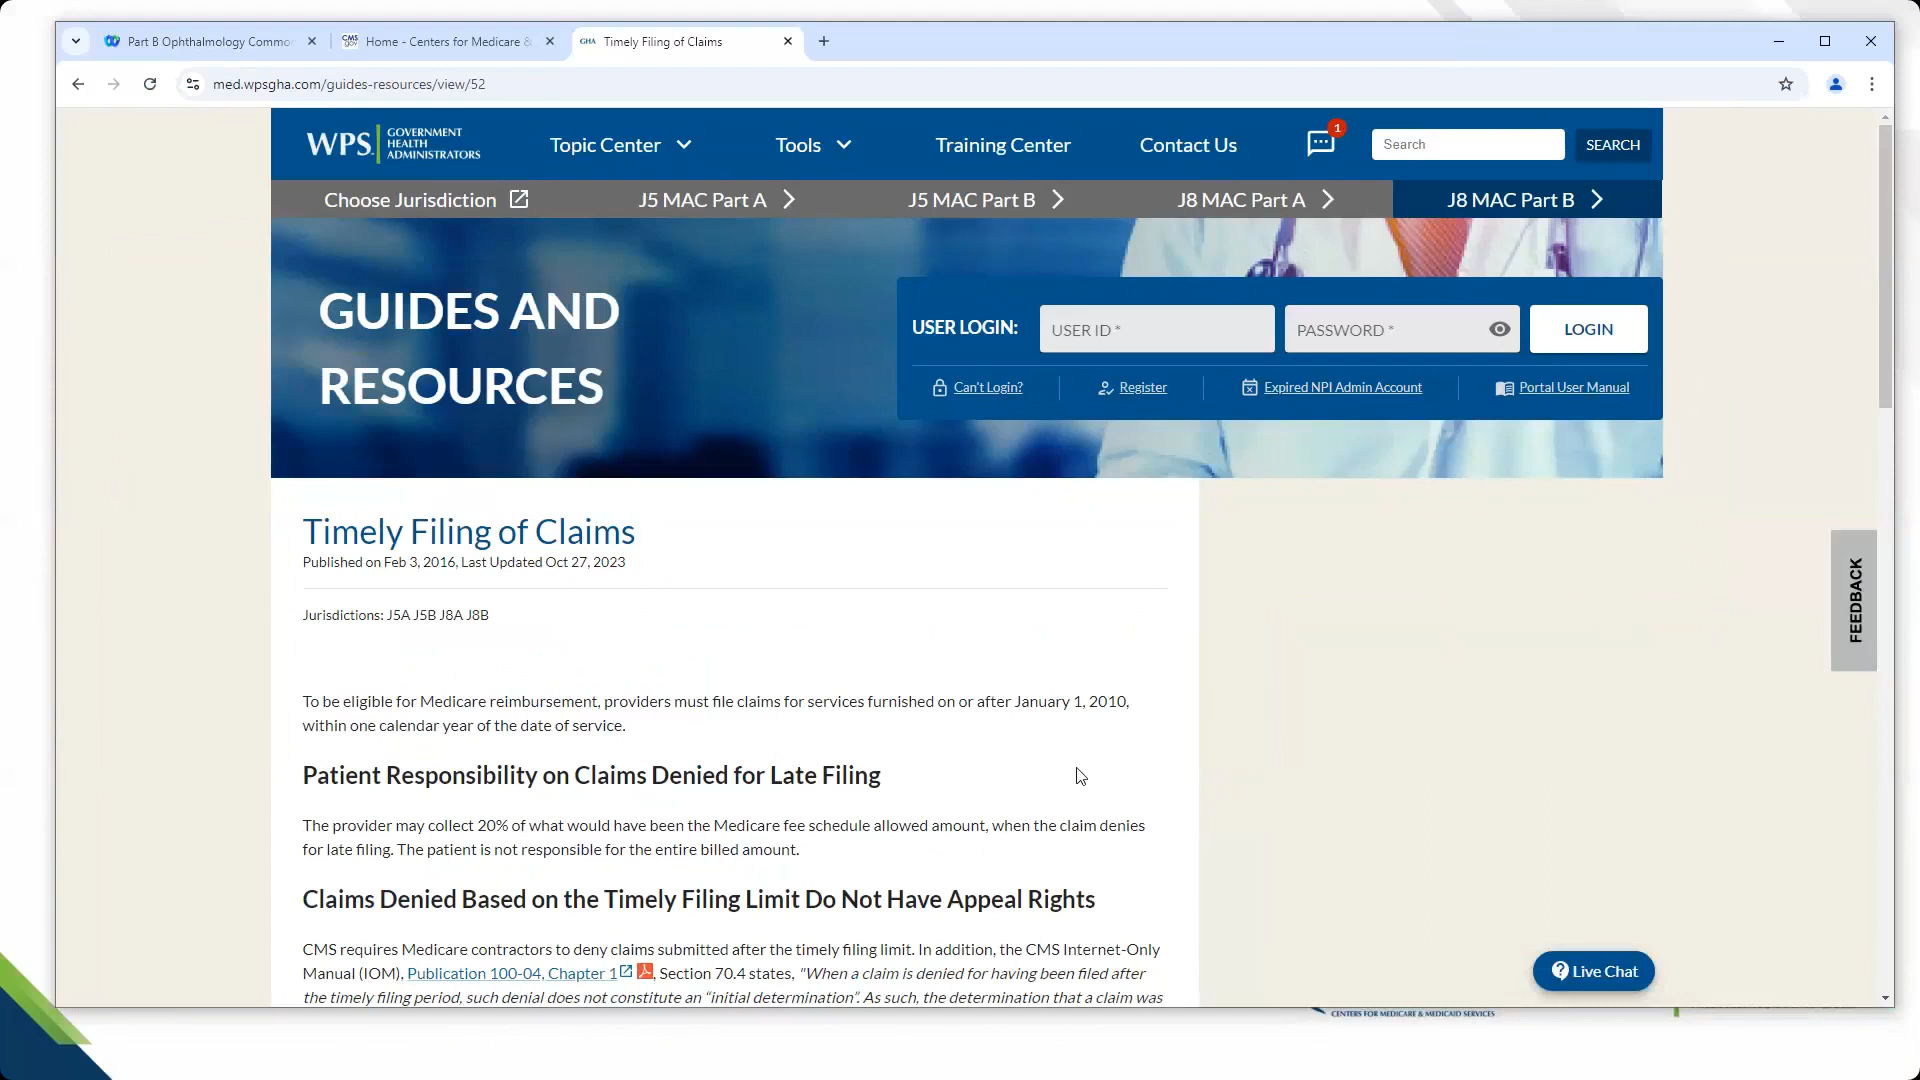 Part B Ophthalmology Commo
Home - Centers for Medicare &
GHA Timely Filing of Claims
med.wpsgha.com/guides-resources/view/52
WPS GOVERNMENT HEALTH ADMINISTRATORS
Topic Center
Tools
Training Center
Contact Us
1
Search
SEARCH
Choose Jurisdiction
J5 MAC Part A
J5 MAC Part B
J8 MAC Part A
J8 MAC Part B
GUIDES AND
RESOURCES
USER LOGIN:
USER ID *
PASSWORD *
LOGIN
Can't Login?
Register
Expired NPI Admin Account
Portal User Manual
Timely Filing of Claims
Published on Feb 3, 2016, Last Updated Oct 27, 2023
Jurisdictions: J5A J5B J8A J8B
To be eligible for Medicare reimbursement, providers must file claims for services furnished on or after January 1, 2010,
within one calendar year of the date of service.
Patient Responsibility on Claims Denied for Late Filing
The provider may collect 20% of what would have been the Medicare fee schedule allowed amount, when the claim denies
for late filing. The patient is not responsible for the entire billed amount.
Claims Denied Based on the Timely Filing Limit Do Not Have Appeal Rights
CMS requires Medicare contractors to deny claims submitted after the timely filing limit. In addition, the CMS Internet-Only
Manual (IOM), Publication 100-04, Chapter 1, Section 70.4 states, "When a claim is denied for having been filed after
the timely filing period, such denial does not constitute an “initial determination”. As such, the determination that a claim was
FEEDBACK
Live Chat
CENTERS FOR MEDICARE & MEDICAID SERVICES